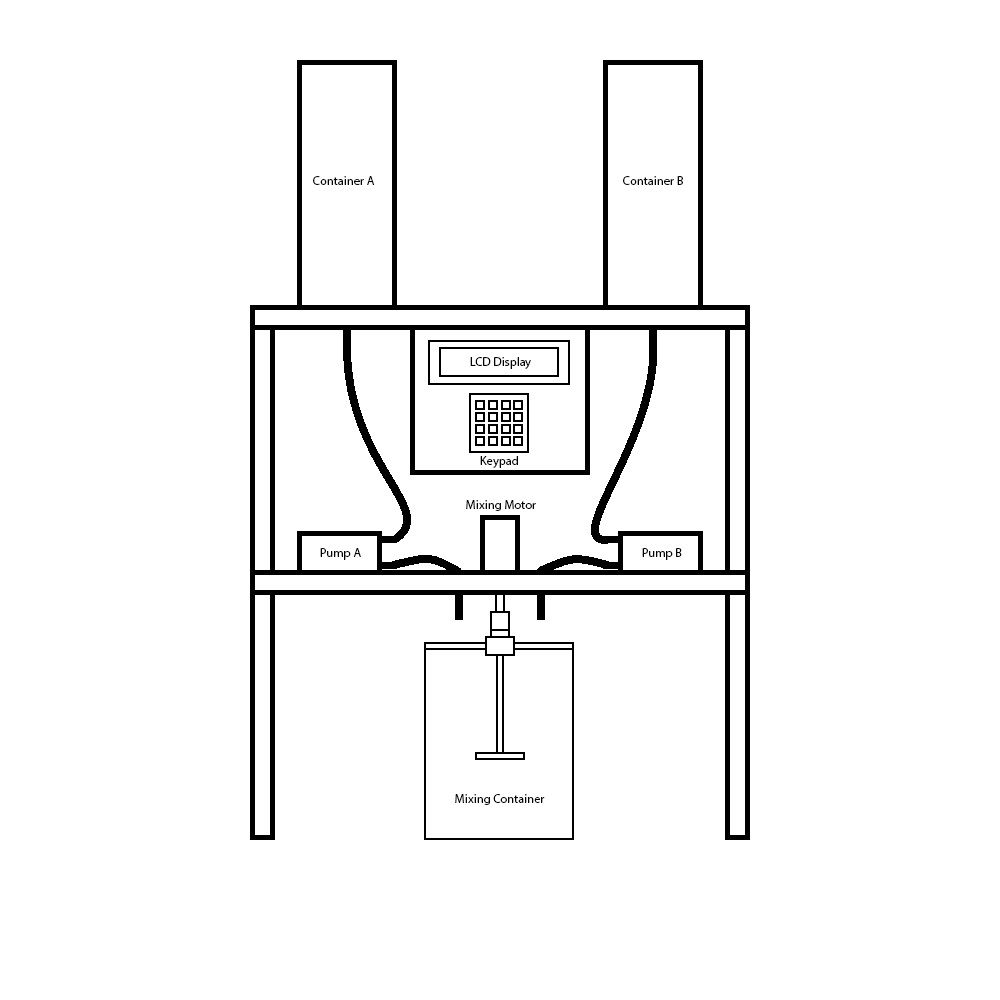 Container A
Container B
LCD Display
Keypad
Mixing Motor
Pump A
Pump B
Mixing Container